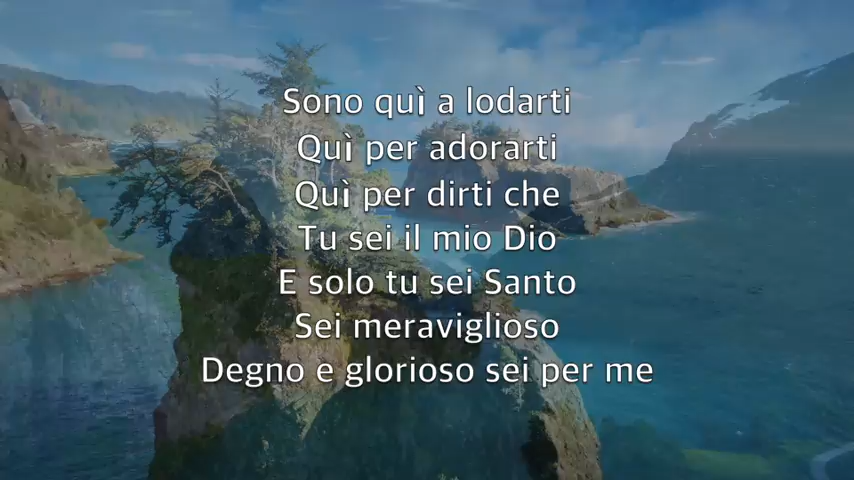 Sono quì a lodarti
Quì per adorarti
Quì per dirti che
Tu sei il mio Dio
E solo tu sei Santo
Sei meraviglioso
Degno e glorioso sei per me